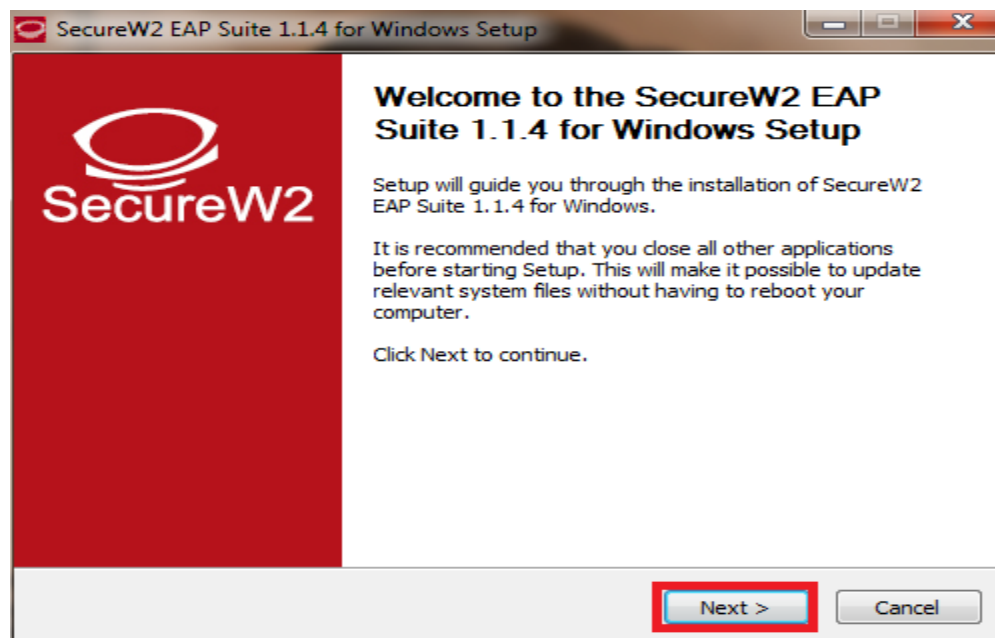 SecureW2 EAP Suite 1.1.4 for Windows Setup
SecureW2
Welcome to the SecureW2 EAP
Suite 1.1.4 for Windows Setup
Setup will guide you through the installation of SecureW2
EAP Suite 1.1.4 for Windows.
It is recommended that you close all other applications
before starting Setup. This will make it possible to update
relevant system files without having to reboot your
computer.
Click Next to continue.
Next >
Cancel